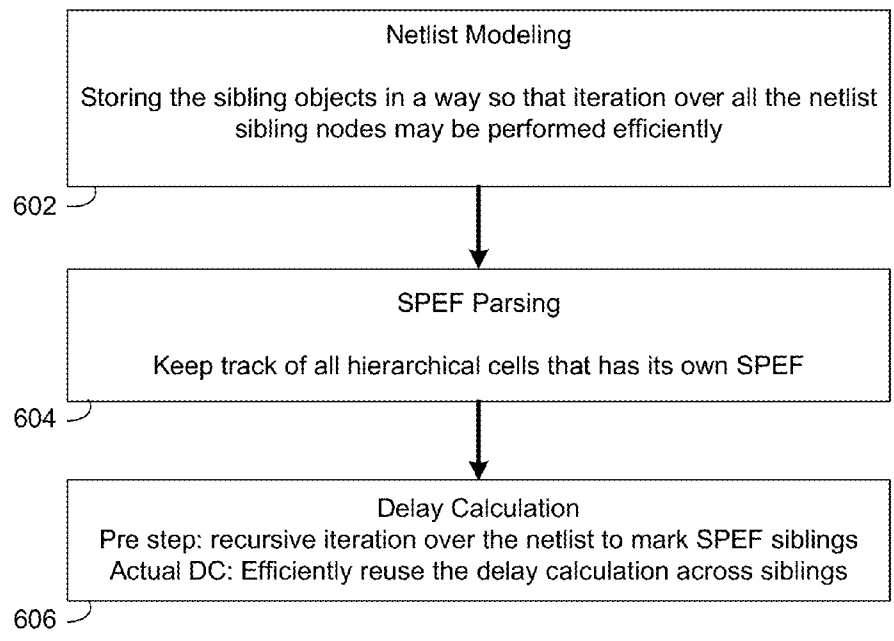 Netlist Modeling
Storing the sibling objects in a way so that iteration over all the netlist
sibling nodes may be performed efficiently
602
SPEF Parsing
Keep track of all hierarchical cells that has its own SPEF
604
Delay Calculation
Pre step: recursive iteration over the netlist to mark SPEF siblings
Actual DC: Efficiently reuse the delay calculation across siblings
606